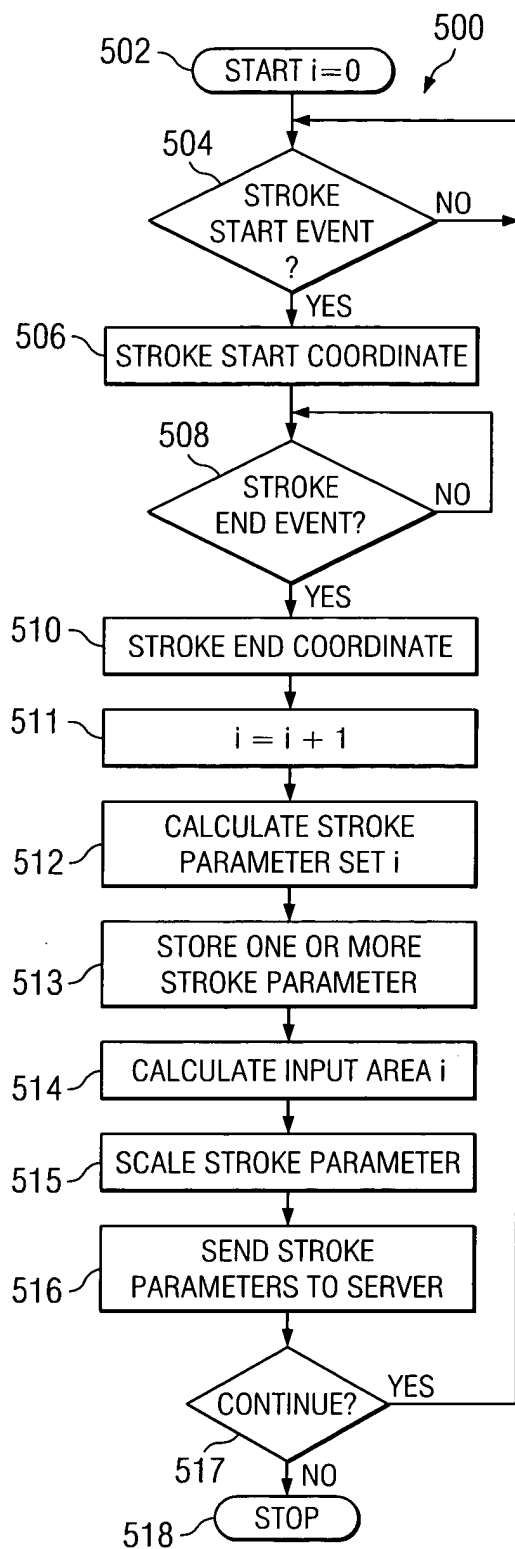 500
502
START i=0
504
STROKE
START EVENT
?
NO
YES
506
STROKE START COORDINATE
508
STROKE
END EVENT?
NO
YES
510
STROKE END COORDINATE
511
i = i + 1
512
CALCULATE STROKE
PARAMETER SET i
513
STORE ONE OR MORE
STROKE PARAMETER
514
CALCULATE INPUT AREA i
515
SCALE STROKE PARAMETER
516
SEND STROKE
PARAMETERS TO SERVER
CONTINUE?
YES
517
NO
518
STOP